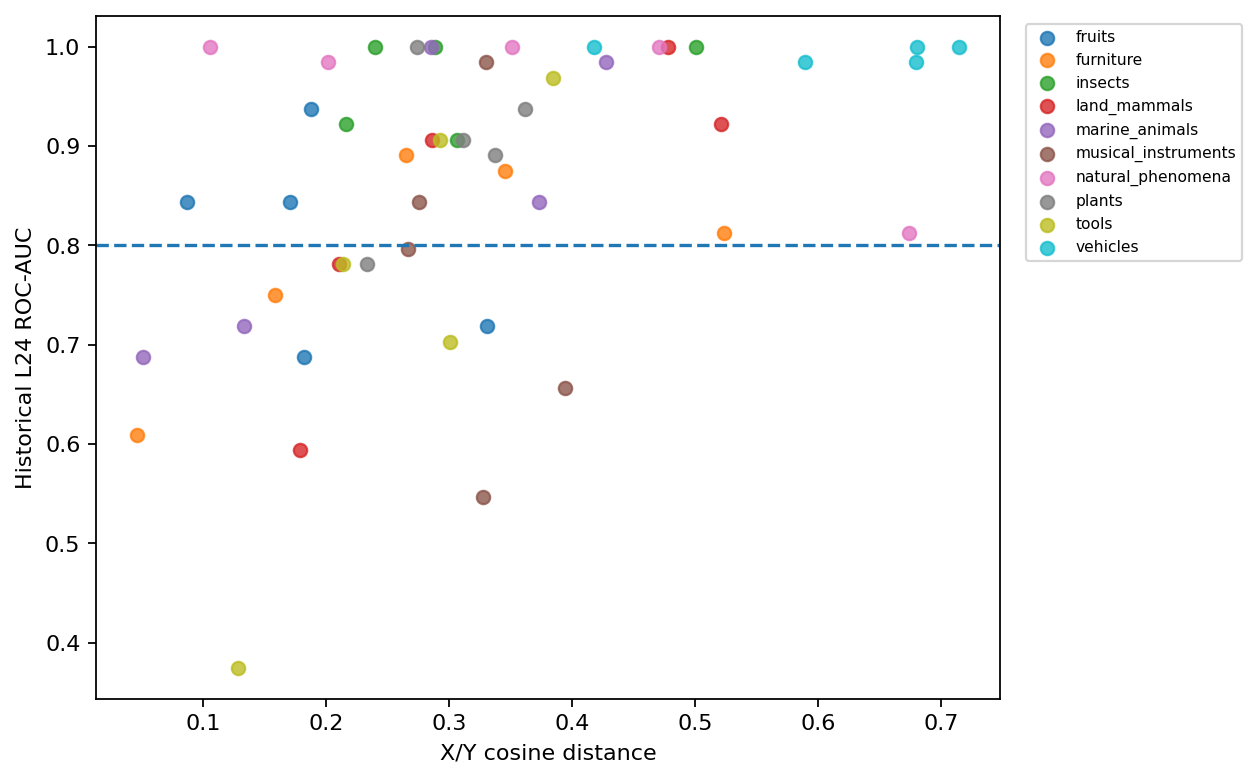 1.0
0.9
0.8
0.7
0.6
0.5
0.4
Historical L24 ROC-AUC
0.1 0.2 0.3 0.4 0.5 0.6 0.7
X/Y cosine distance
fruits
furniture
insects
land_mammals
marine_animals
musical_instruments
natural_phenomena
plants
tools
vehicles